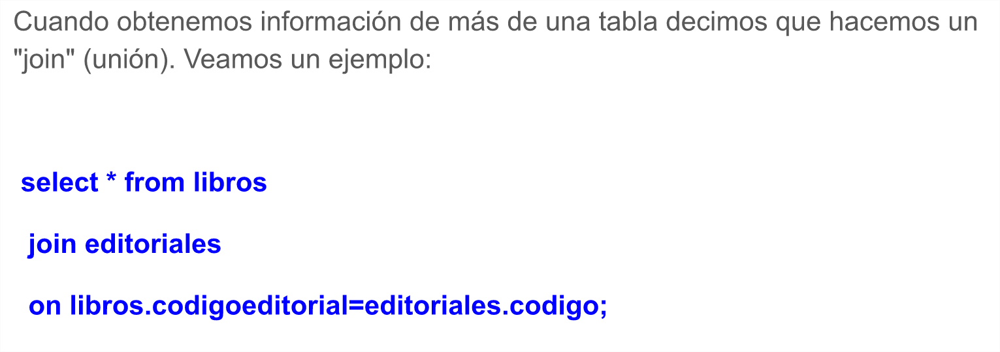 Cuando obtenemos información de más de una tabla decimos que hacemos un
"join" (unión). Veamos un ejemplo:
select * from libros
join editoriales
on libros.codigoeditorial=editoriales.codigo;